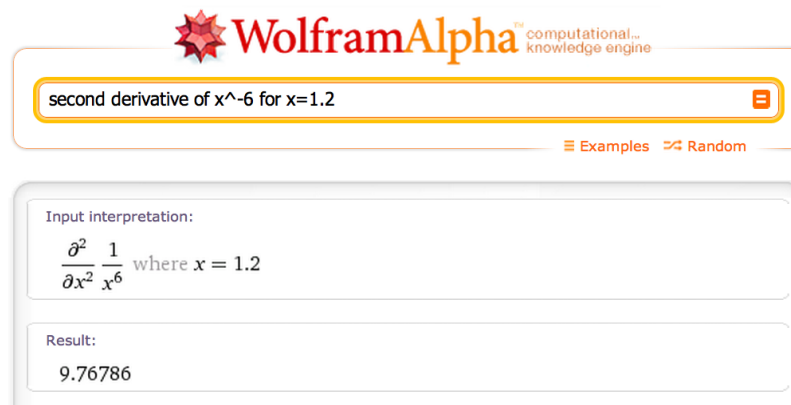 WolframAlpha™ computational...
knowledge engine
second derivative of x^-6 for x=1.2
Examples Random
Input interpretation:
∂²/∂x² 1/x⁶ where x = 1.2
Result:
9.76786